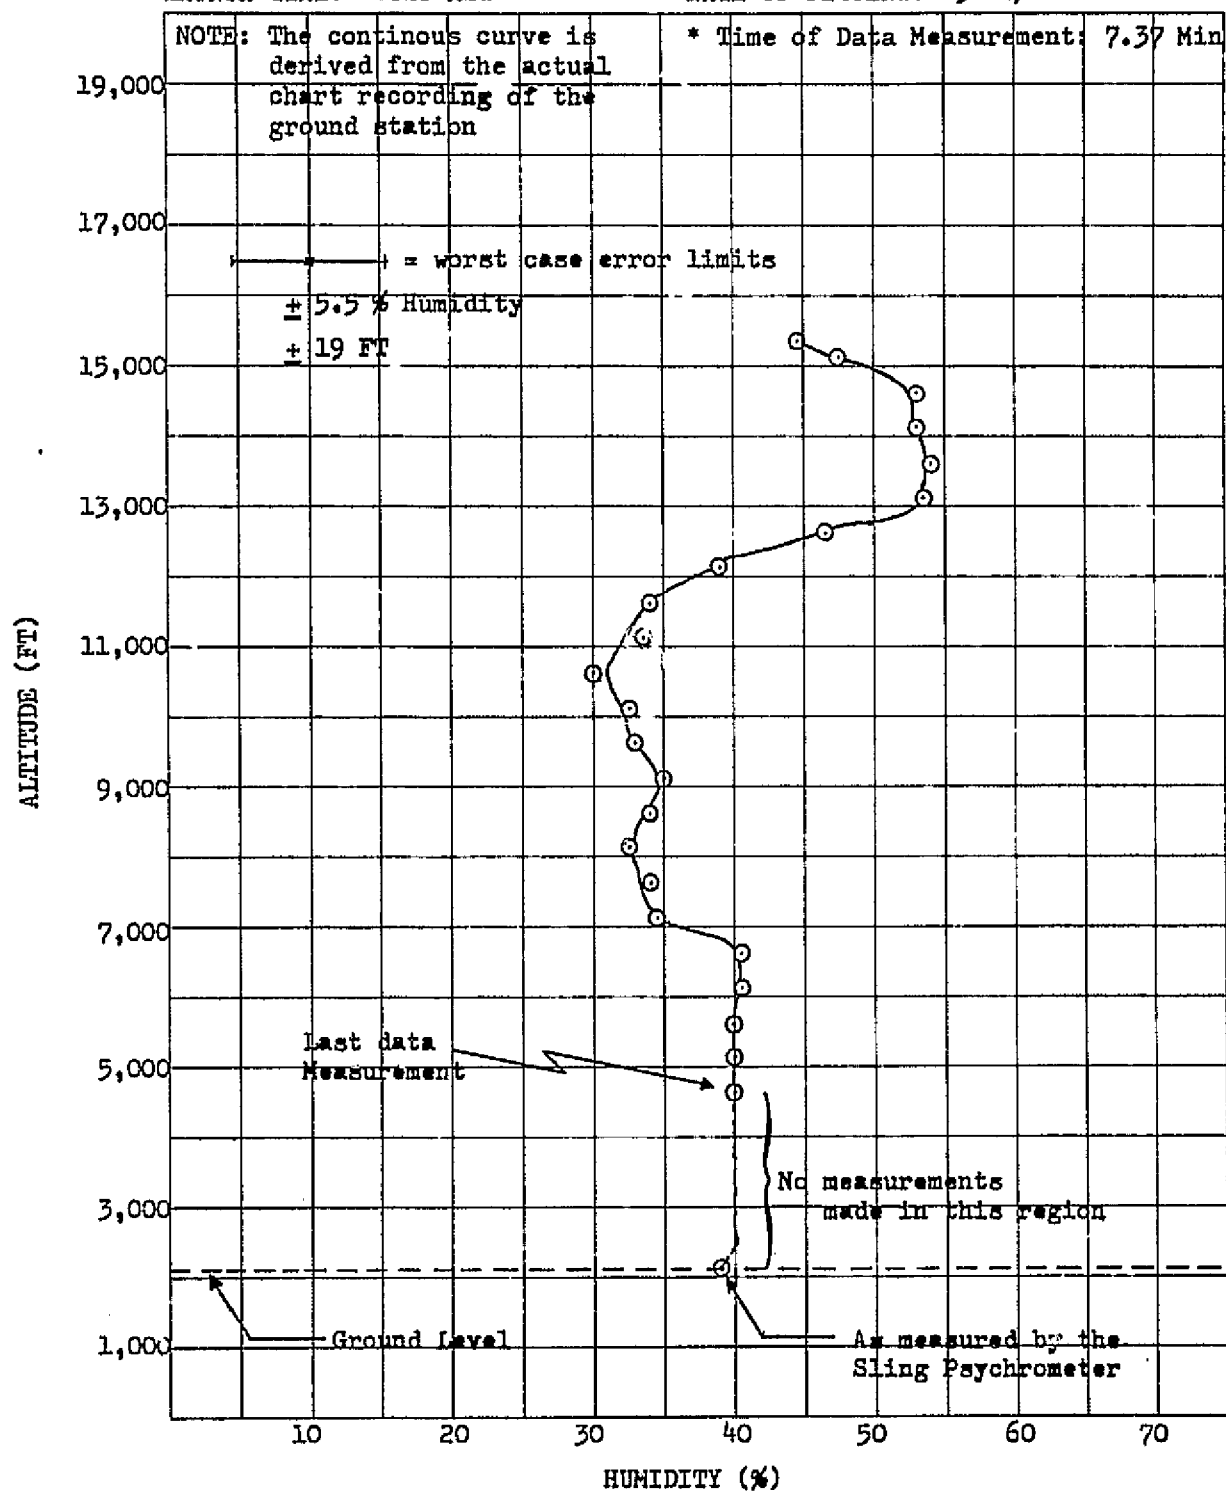 NOTE: The continous curve is
derived from the actual
chart recording of the
ground station
* Time of Data Measurement: 7.37 Min
= worst case error limits
± 5.5 % Humidity
± 19 FT
19,000
17,000
15,000
13,000
11,000
9,000
7,000
5,000
3,000
1,000
ALTITUDE (FT)
Last data
Measurement
No measurements
made in this region
Ground Level
As measured by the
Sling Psychrometer
10 20 30 40 50 60 70
HUMIDITY (%)